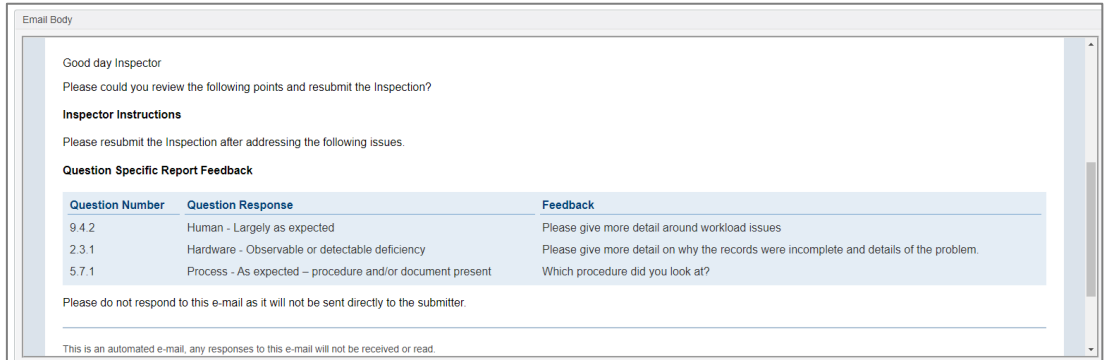 Email Body
Good day Inspector
Please could you review the following points and resubmit the Inspection?
Inspector Instructions
Please resubmit the Inspection after addressing the following issues.
Question Specific Report Feedback
Question Number Question Response Feedback
9.4.2 Human - Largely as expected Please give more detail around workload issues
2.3.1 Hardware - Observable or detectable deficiency Please give more detail on why the records were incomplete and details of the problem.
5.7.1 Process - As expected – procedure and/or document present Which procedure did you look at?
Please do not respond to this e-mail as it will not be sent directly to the submitter.
This is an automated e-mail, any responses to this e-mail will not be received or read.